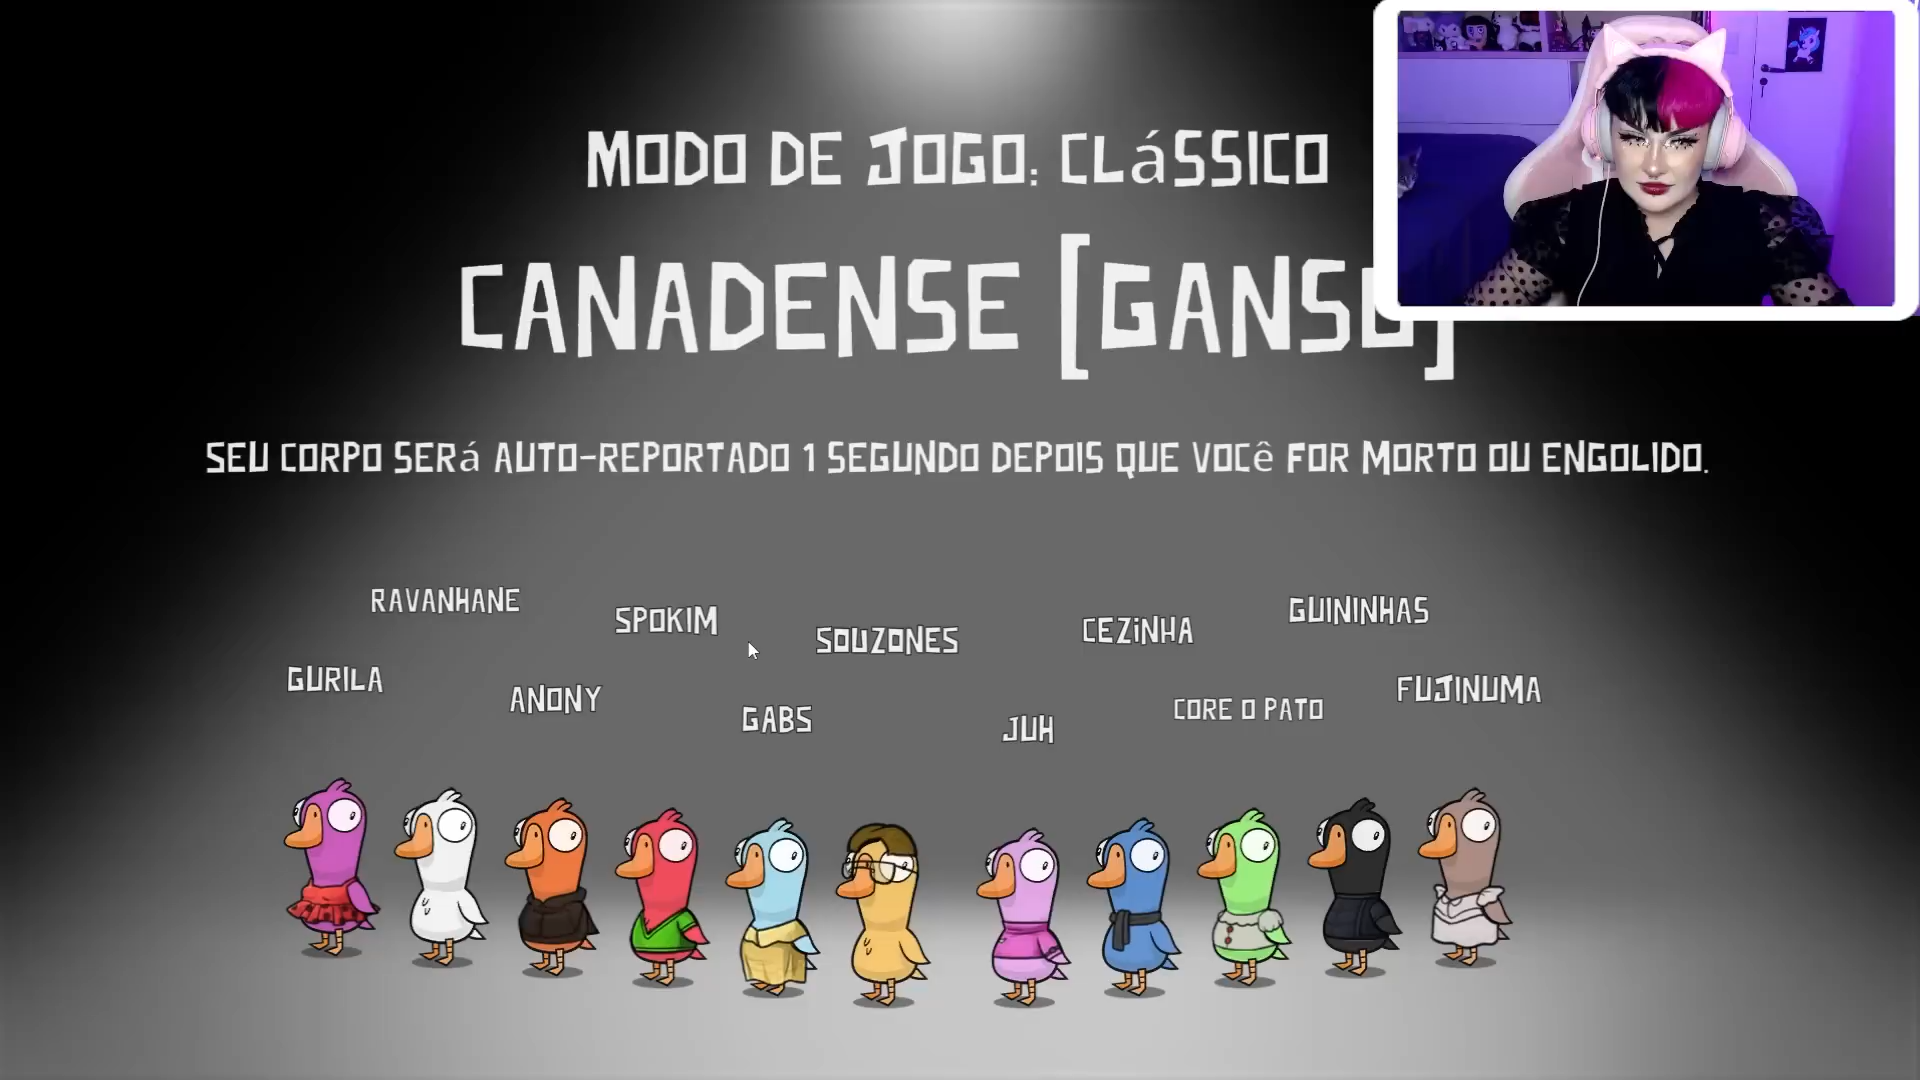 MODO DE JOGO: CLáSSICO
CANADENSE [GANSO]
SEU CORPO SERá AUTO-REPORTADO 1 SEGUNDO DEPOIS QUE VOCê FOR MORTO OU ENGOLIDO.
RAVANHANE
SPOKIM
SOUZONES
CEZiNHA
GUININHAS
GURILA
ANONY
GABS
JUH
CORE O PATO
FUJINUMA